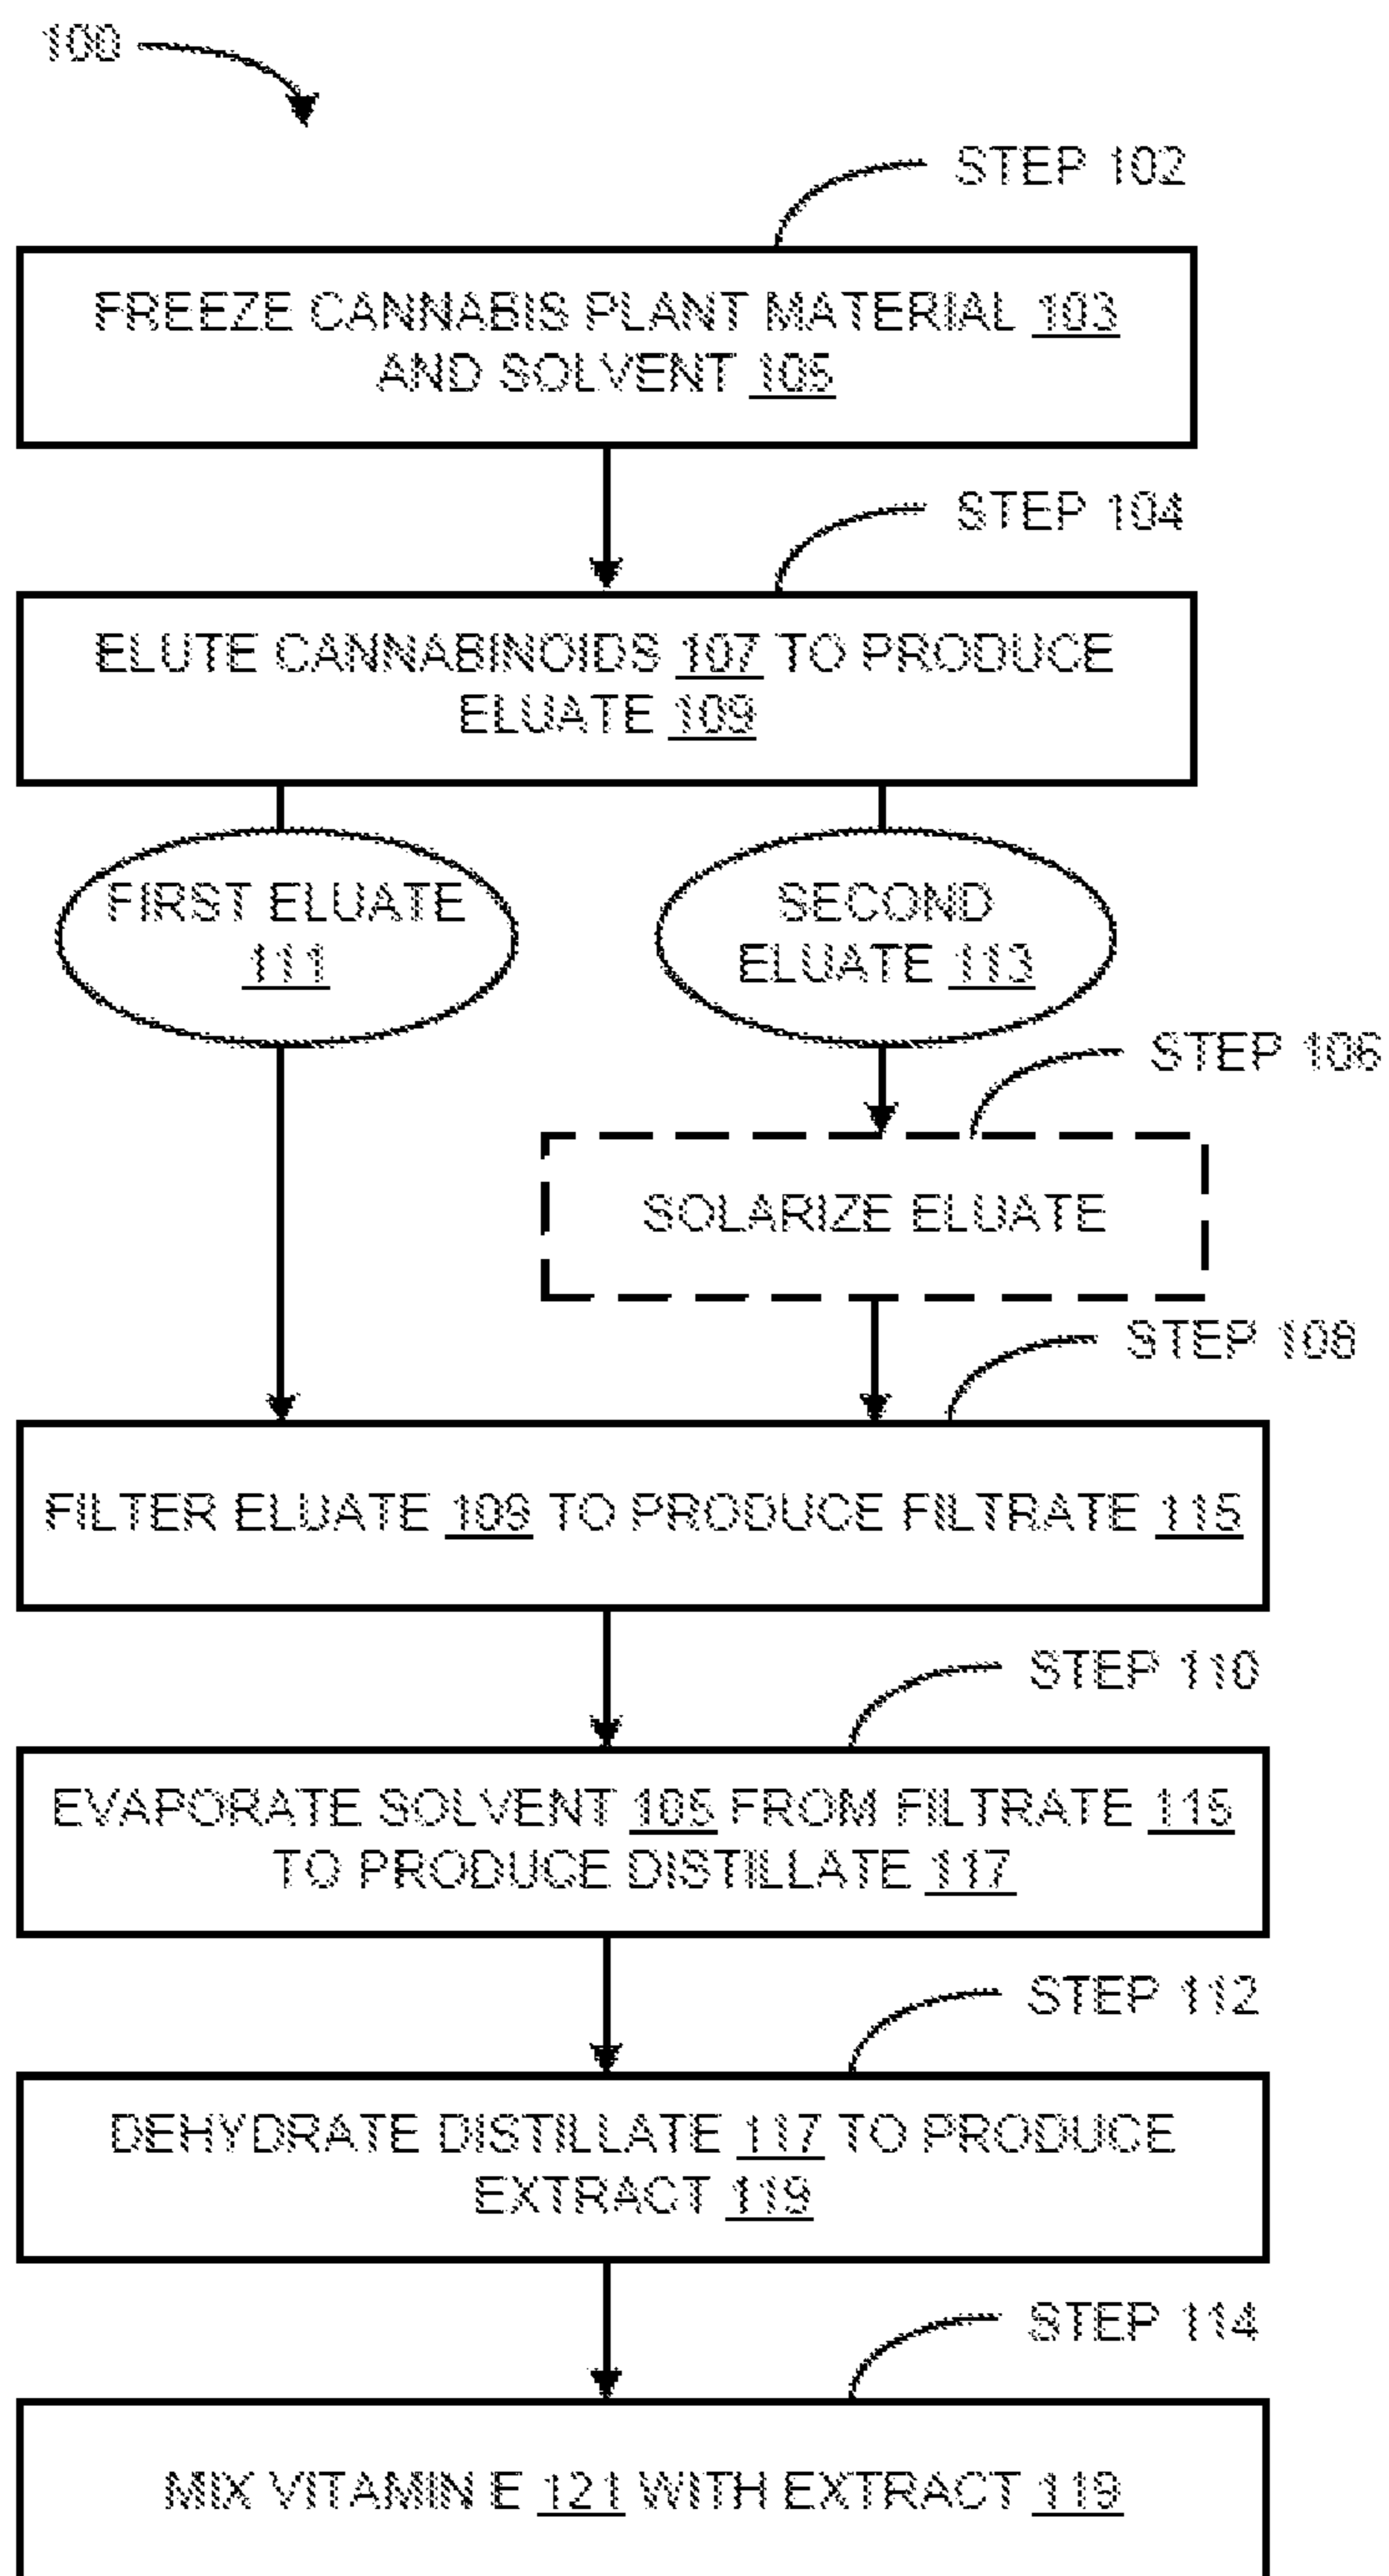 100
STEP 102
FREEZE CANNABIS PLANT MATERIAL 103
AND SOLVENT 105
STEP 104
ELUTE CANNABINOIDS 107 TO PRODUCE
ELUATE 109
FIRST ELUATE
111
SECOND
ELUATE 113
STEP 106
SOLARIZE ELUATE
STEP 108
FILTER ELUATE 109 TO PRODUCE FILTRATE 115
STEP 110
EVAPORATE SOLVENT 105 FROM FILTRATE 115
TO PRODUCE DISTILLATE 117
STEP 112
DEHYDRATE DISTILLATE 117 TO PRODUCE
EXTRACT 119
STEP 114
MIX VITAMIN E 121 WITH EXTRACT 119